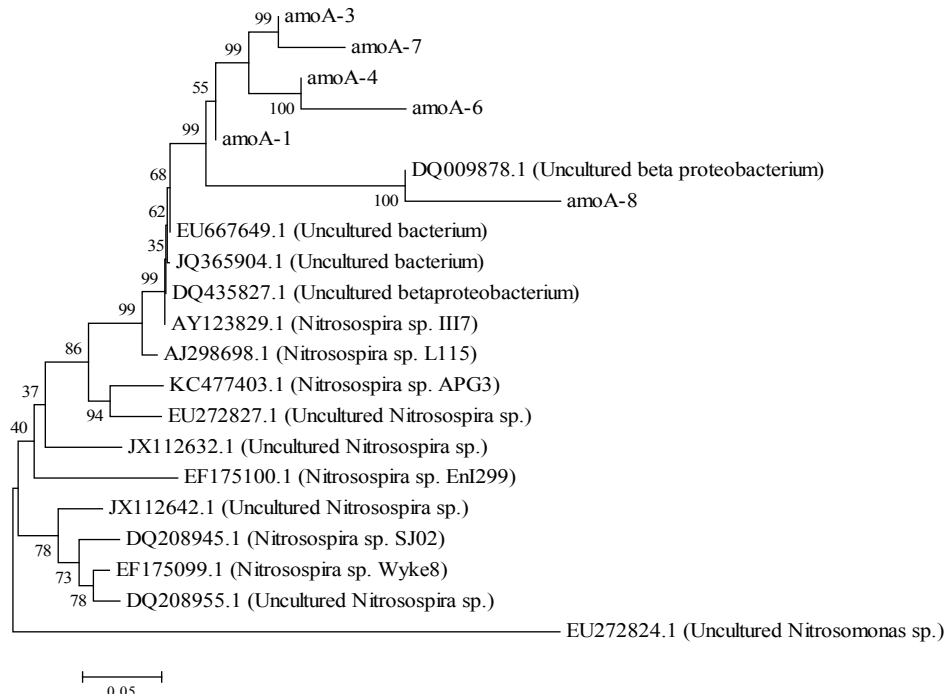 99
amoA-3
99
amoA-7
55
amoA-4
100
amoA-6
99
amoA-1
DQ009878.1 (Uncultured beta proteobacterium)
68
100
amoA-8
62
EU667649.1 (Uncultured bacterium)
35
JQ365904.1 (Uncultured bacterium)
99
DQ435827.1 (Uncultured betaproteobacterium)
99
AY123829.1 (Nitrosospira sp. III7)
86
AJ298698.1 (Nitrosospira sp. L115)
37
KC477403.1 (Nitrosospira sp. APG3)
94
EU272827.1 (Uncultured Nitrosospira sp.)
40
JX112632.1 (Uncultured Nitrosospira sp.)
EF175100.1 (Nitrosospira sp. EnI299)
JX112642.1 (Uncultured Nitrosospira sp.)
78
DQ208945.1 (Nitrosospira sp. SJ02)
73
EF175099.1 (Nitrosospira sp. Wyke8)
78
DQ208955.1 (Uncultured Nitrosospira sp.)
EU272824.1 (Uncultured Nitrosomonas sp.)
0.05